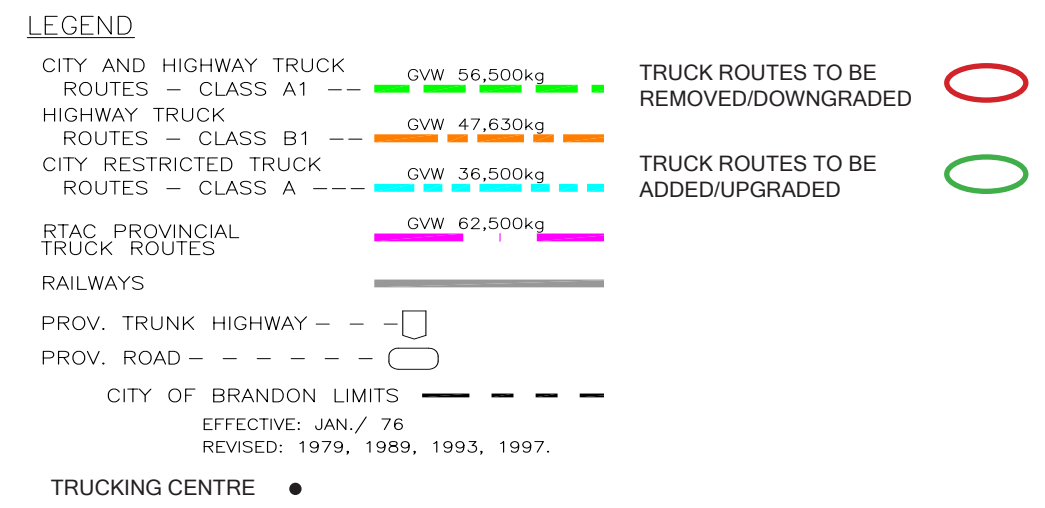 LEGEND
CITY AND HIGHWAY TRUCK
ROUTES – CLASS A1 –– GVW 56,500kg
HIGHWAY TRUCK
ROUTES – CLASS B1 –– GVW 47,630kg
CITY RESTRICTED TRUCK
ROUTES – CLASS A ––– GVW 36,500kg
RTAC PROVINCIAL GVW 62,500kg
TRUCK ROUTES
RAILWAYS
PROV. TRUNK HIGHWAY – – –
PROV. ROAD – – – – – –
CITY OF BRANDON LIMITS
EFFECTIVE: JAN./ 76
REVISED: 1979, 1989, 1993, 1997.
TRUCKING CENTRE
TRUCK ROUTES TO BE
REMOVED/DOWNGRADED
TRUCK ROUTES TO BE
ADDED/UPGRADED